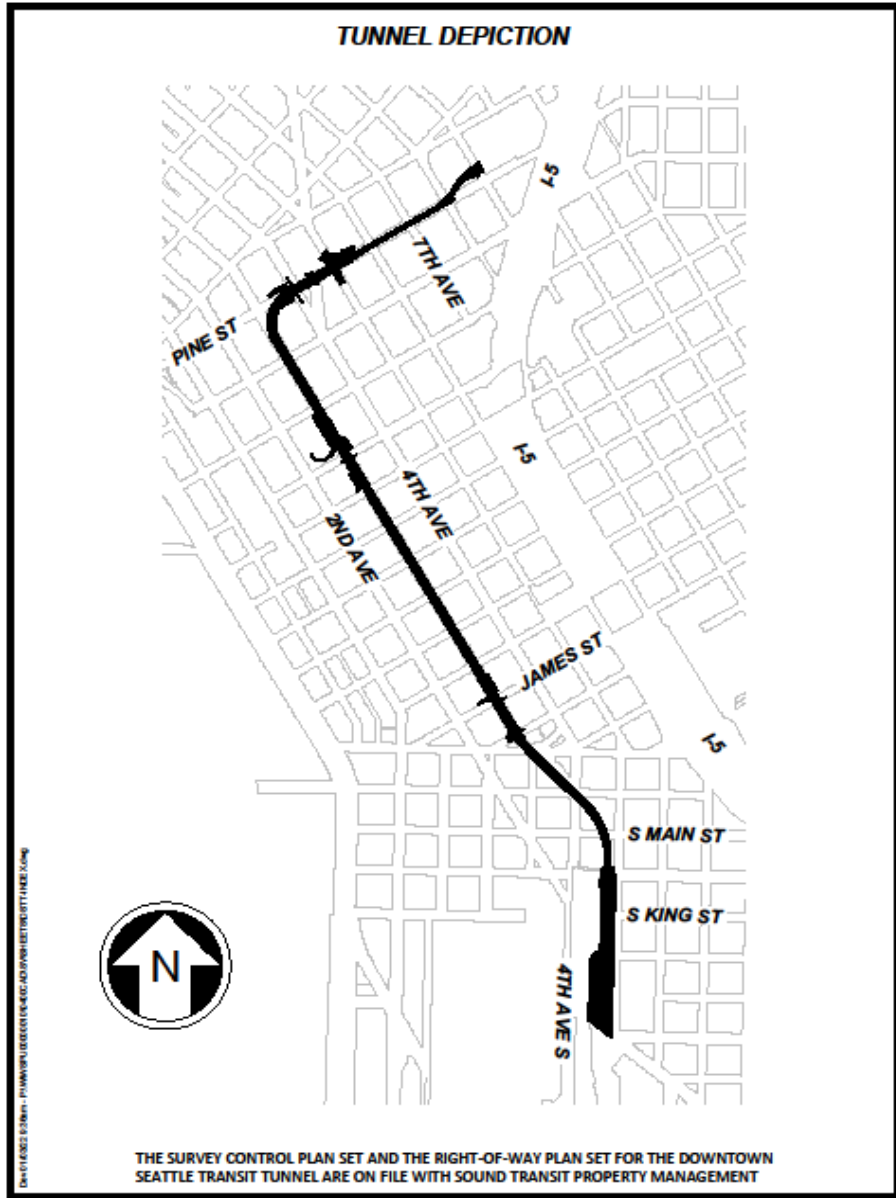 TUNNEL DEPICTION
I-5
7TH AVE
PINE ST
I-5
4TH AVE
2ND AVE
JAMES ST
I-5
S MAIN ST
S KING ST
N
4TH AVE S
THE SURVEY CONTROL PLAN SET AND THE RIGHT-OF-WAY PLAN SET FOR THE DOWNTOWN
SEATTLE TRANSIT TUNNEL ARE ON FILE WITH SOUND TRANSIT PROPERTY MANAGEMENT